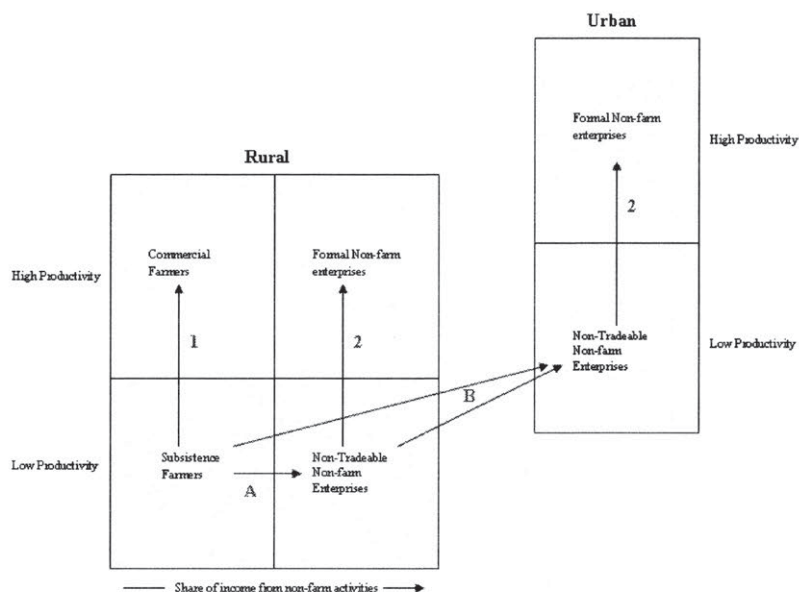 Urban
Formal Non-farm
enterprises
High Productivity
Rural
2
Commercial
Farmers
Formal Non-farm
enterprises
High Productivity
1
2
Non-Tradeable
Non-farm
Enterprises
Low Productivity
B
Subsistence
Farmers
Non-Tradeable
Non-farm
Enterprises
Low Productivity
A
Share of income from non-farm activities